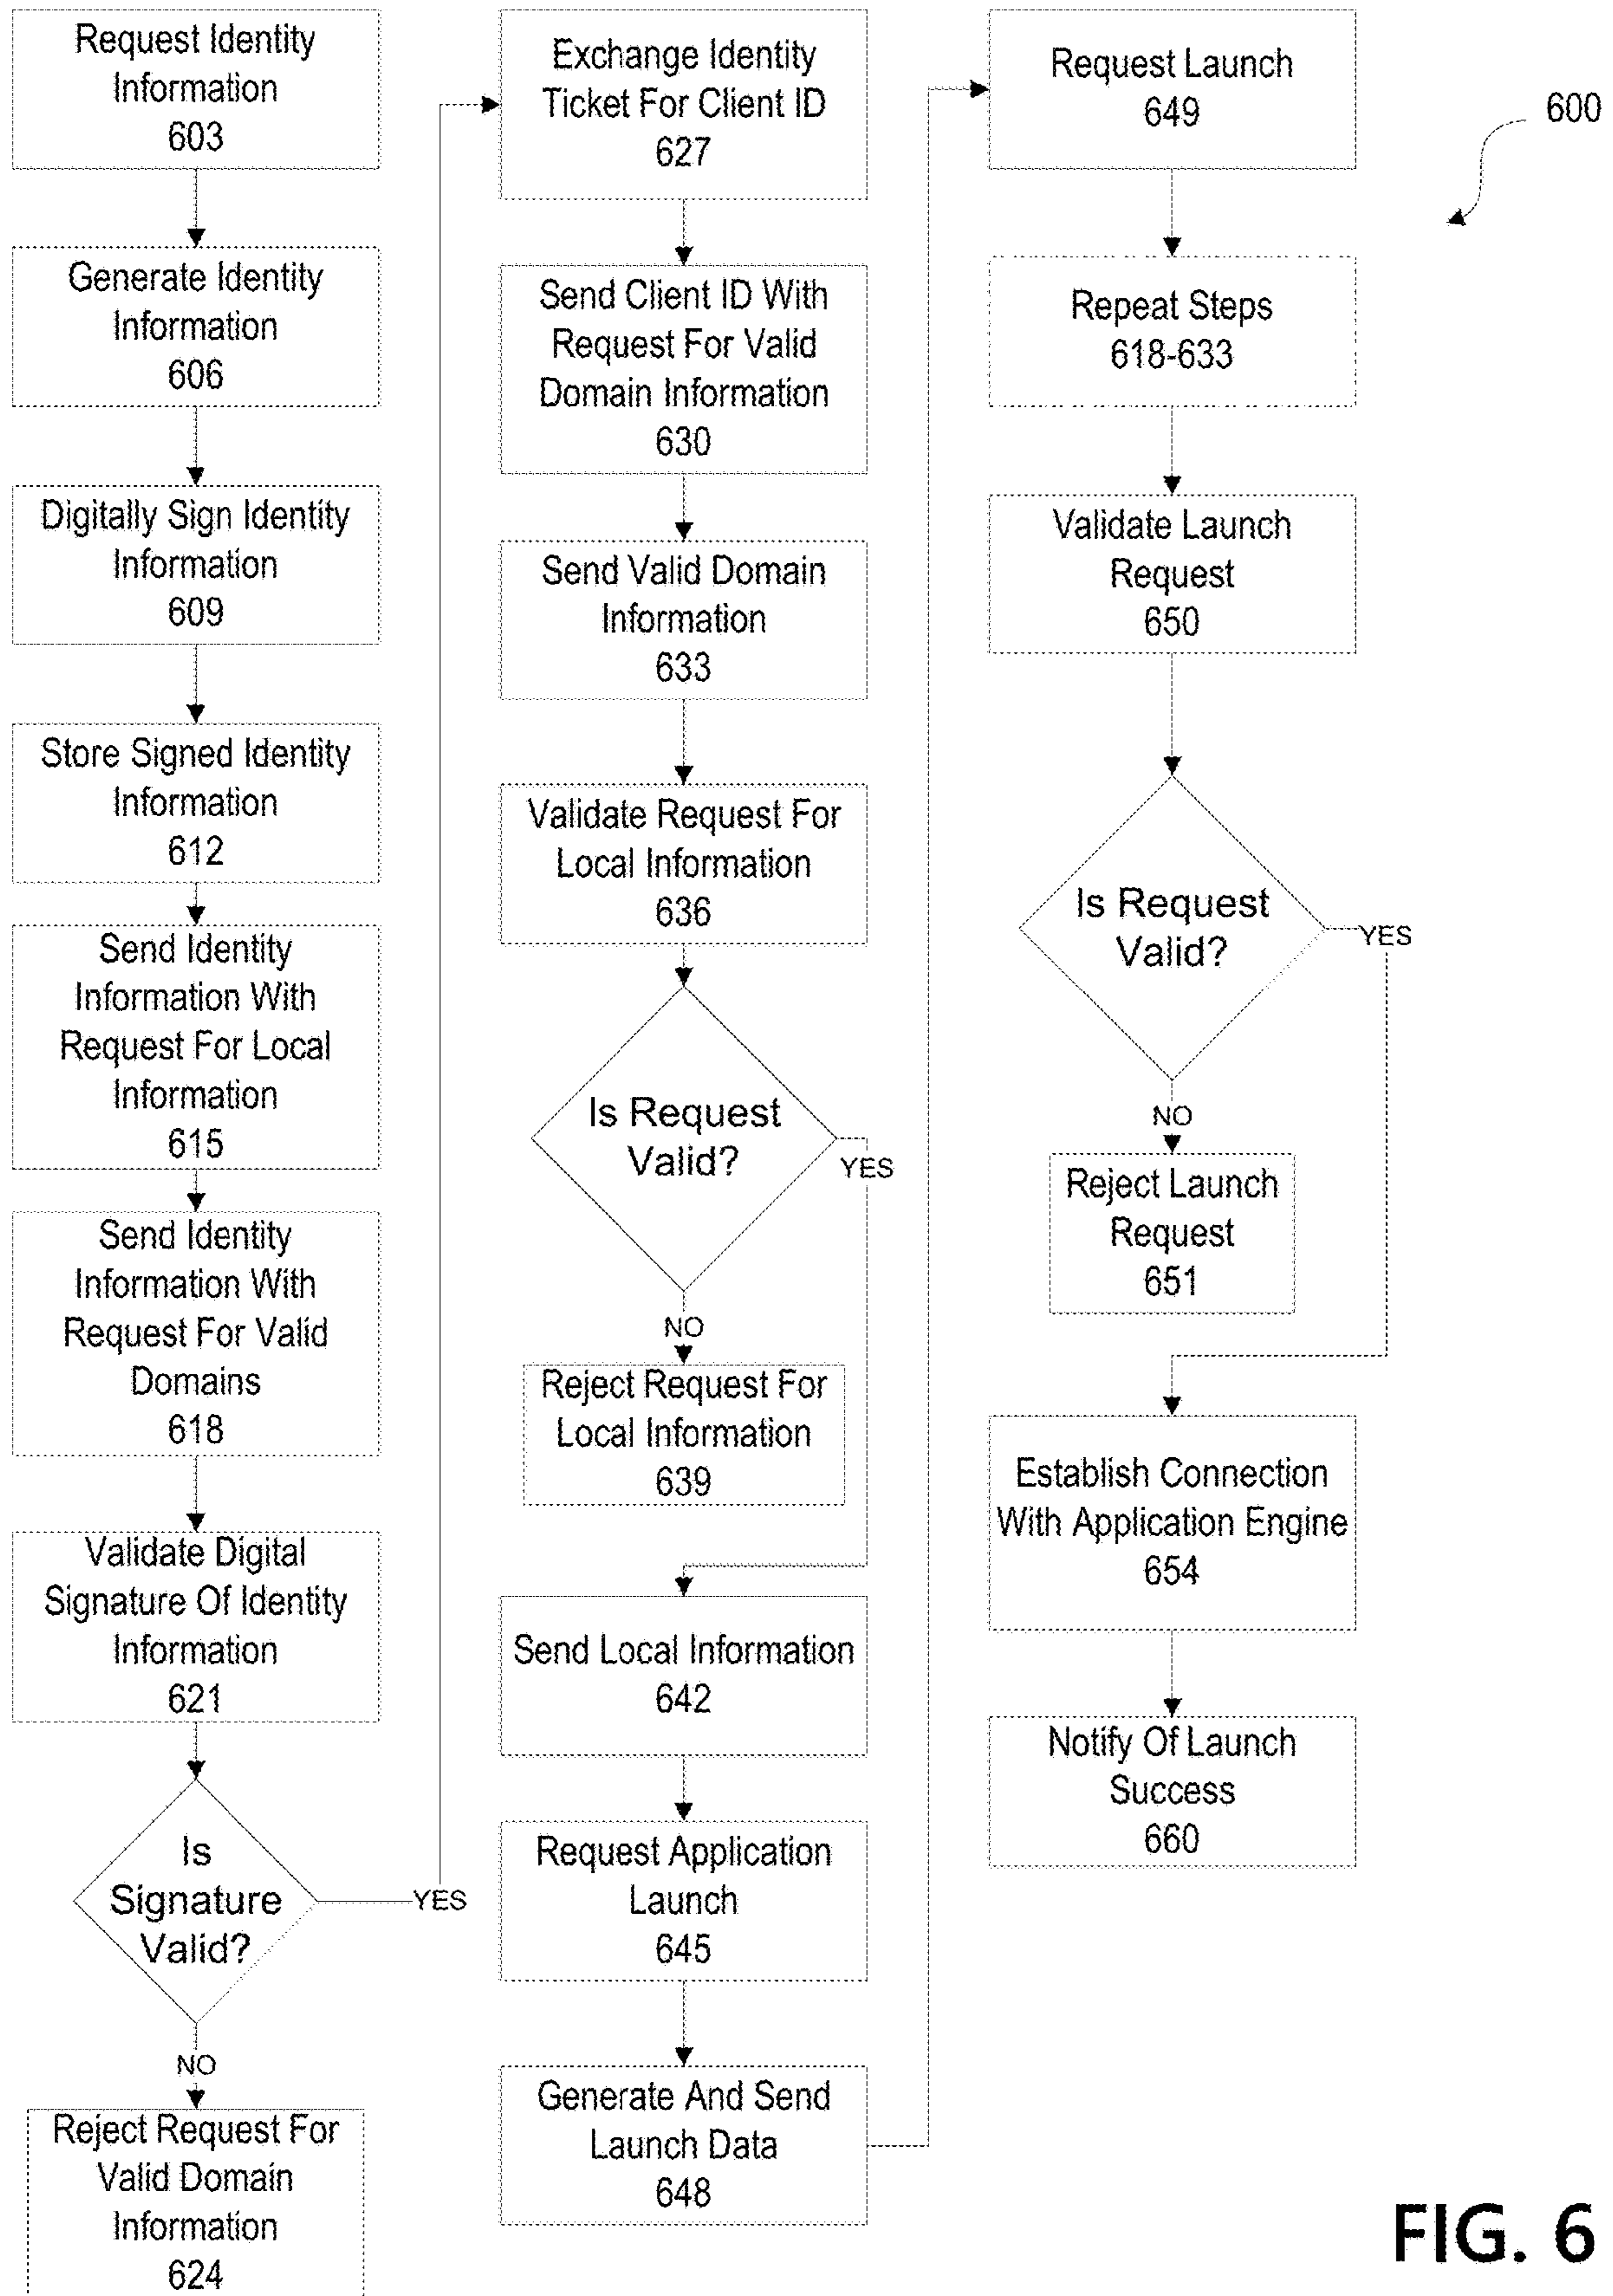 Request Identity
Information
603
Generate Identity
Information
606
Digitally Sign Identity
Information
609
Store Signed Identity
Information
612
Send Identity
Information With
Request For Local
Information
615
Send Identity
Information With
Request For Valid
Domains
618
Validate Digital
Signature Of Identity
Information
621
Is
Signature
Valid?
YES
NO
Reject Request For
Valid Domain
Information
624
Exchange Identity
Ticket For Client ID
627
Send Client ID With
Request For Valid
Domain Information
630
Send Valid Domain
Information
633
Validate Request For
Local Information
636
Is Request
Valid?
YES
NO
Reject Request For
Local Information
639
Send Local Information
642
Request Application
Launch
645
Generate And Send
Launch Data
648
Request Launch
649
Repeat Steps
618-633
Validate Launch
Request
650
Is Request
Valid?
YES
NO
Reject Launch
Request
651
Establish Connection
With Application Engine
654
Notify Of Launch
Success
660
600
FIG. 6